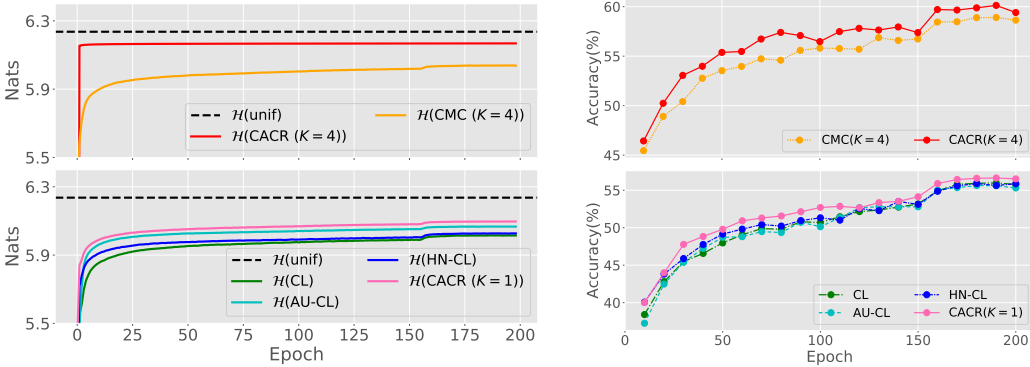 6.3
5.9
5.5
Nats
H(unif)
H(CACR (K = 4))
H(CMC (K = 4))
60
55
50
45
Accuracy(%)
CMC(K = 4)
CACR(K = 4)
6.3
5.9
5.5
Nats
H(unif)
H(CL)
H(AU-CL)
H(HN-CL)
H(CACR (K = 1))
0 25 50 75 100 125 150 175 200
Epoch
55
50
45
40
Accuracy(%)
CL
AU-CL
HN-CL
CACR(K = 1)
0 50 100 150 200
Epoch